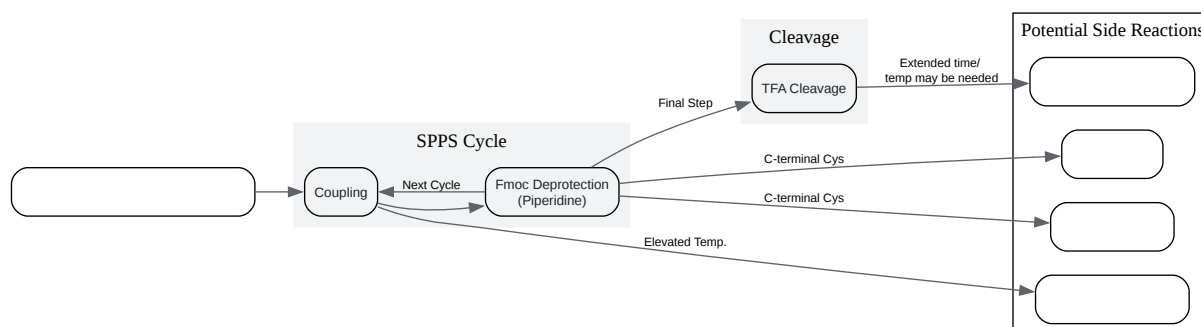 Potential Side Reactions
Cleavage
Extended time/
temp may be needed
TFA Cleavage
Final Step
SPPS Cycle
C-terminal Cys
Coupling
Next Cycle
Fmoc Deprotection
(Piperidine)
C-terminal Cys
Elevated Temp.